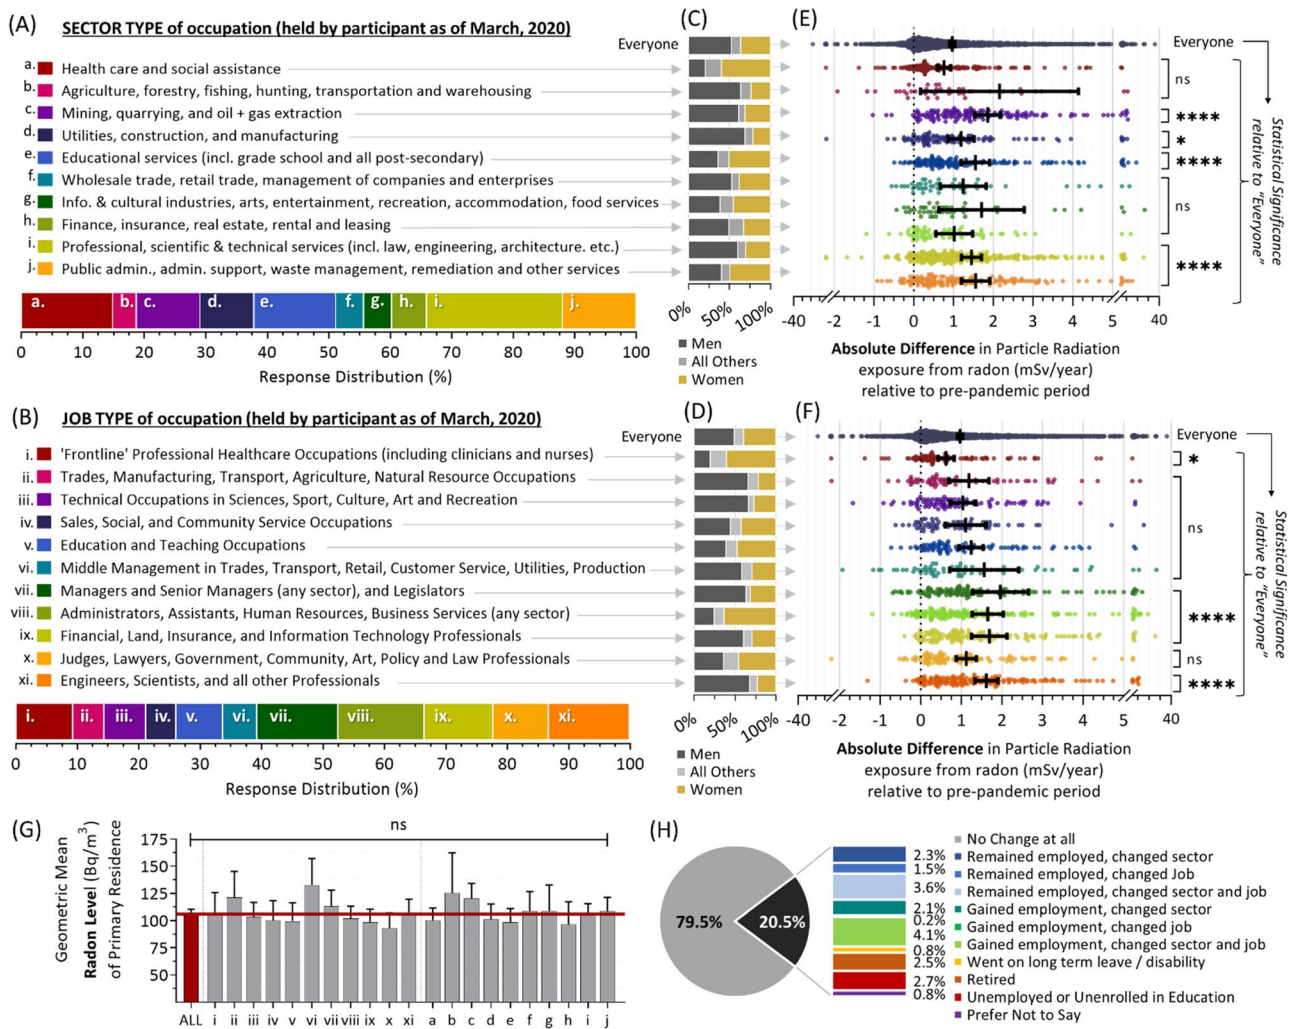 (A) SECTOR TYPE of occupation (held by participant as of March, 2020)
Everyone
a. Health care and social assistance
b. Agriculture, forestry, fishing, hunting, transportation and warehousing
c. Mining, quarrying, and oil + gas extraction
d. Utilities, construction, and manufacturing
e. Educational services (incl. grade school and all post-secondary)
f. Wholesale trade, retail trade, management of companies and enterprises
g. Info. & cultural industries, arts, entertainment, recreation, accommodation, food services
h. Finance, insurance, real estate, rental and leasing
i. Professional, scientific & technical services (incl. law, engineering, architecture. etc.)
j. Public admin., admin. support, waste management, remediation and other services
a. b. c. d. e. f. g. h. i. j.
0 10 20 30 40 50 60 70 80 90 100
Response Distribution (%)
(C)
0% 50% 100%
Men
All Others
Women
(E)
Everyone
ns
****
*
****
ns
****
Statistical Significance
relative to "Everyone"
-40 -2 -1 0 1 2 3 4 5 40
Absolute Difference in Particle Radiation
exposure from radon (mSv/year)
relative to pre-pandemic period
(B) JOB TYPE of occupation (held by participant as of March, 2020)
Everyone
i. 'Frontline' Professional Healthcare Occupations (including clinicians and nurses)
ii. Trades, Manufacturing, Transport, Agriculture, Natural Resource Occupations
iii. Technical Occupations in Sciences, Sport, Culture, Art and Recreation
iv. Sales, Social, and Community Service Occupations
v. Education and Teaching Occupations
vi. Middle Management in Trades, Transport, Retail, Customer Service, Utilities, Production
vii. Managers and Senior Managers (any sector), and Legislators
viii. Administrators, Assistants, Human Resources, Business Services (any sector)
ix. Financial, Land, Insurance, and Information Technology Professionals
x. Judges, Lawyers, Government, Community, Art, Policy and Law Professionals
xi. Engineers, Scientists, and all other Professionals
i. ii. iii. iv. v. vi. vii. viii. ix. x. xi.
0 10 20 30 40 50 60 70 80 90 100
Response Distribution (%)
(D)
0% 50% 100%
Men
All Others
Women
(F)
Everyone
*
ns
****
ns
****
Statistical Significance
relative to "Everyone"
-40 -2 -1 0 1 2 3 4 5 40
Absolute Difference in Particle Radiation
exposure from radon (mSv/year)
relative to pre-pandemic period
(G)
Geometric Mean
Radon Level (Bq/m3)
of Primary Residence
ns
175
150
125
100
75
50
ALL i ii iii iv v vi vii viii ix x xi a b c d e f g h i j
(H)
79.5%
20.5%
2.3%
1.5%
3.6%
2.1%
0.2%
4.1%
0.8%
2.5%
2.7%
0.8%
No Change at all
Remained employed, changed sector
Remained employed, changed Job
Remained employed, changed sector and job
Gained employment, changed sector
Gained employment, changed job
Gained employment, changed sector and job
Went on long term leave / disability
Retired
Unemployed or Unenrolled in Education
Prefer Not to Say